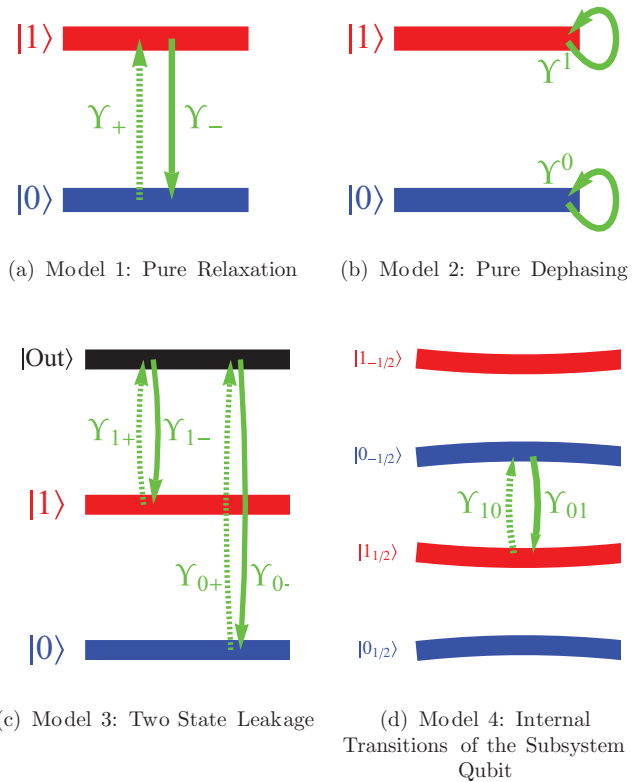 |1⟩
ϒ+ ϒ−
|0⟩
(a) Model 1: Pure Relaxation
|1⟩
ϒ^1
ϒ^0
|0⟩
(b) Model 2: Pure Dephasing
|Out⟩
ϒ1+ ϒ1−
|1⟩
ϒ0+ ϒ0-
|0⟩
(c) Model 3: Two State Leakage
|1−1/2⟩
|0−1/2⟩
ϒ10 ϒ01
|11/2⟩
|01/2⟩
(d) Model 4: Internal
Transitions of the Subsystem
Qubit